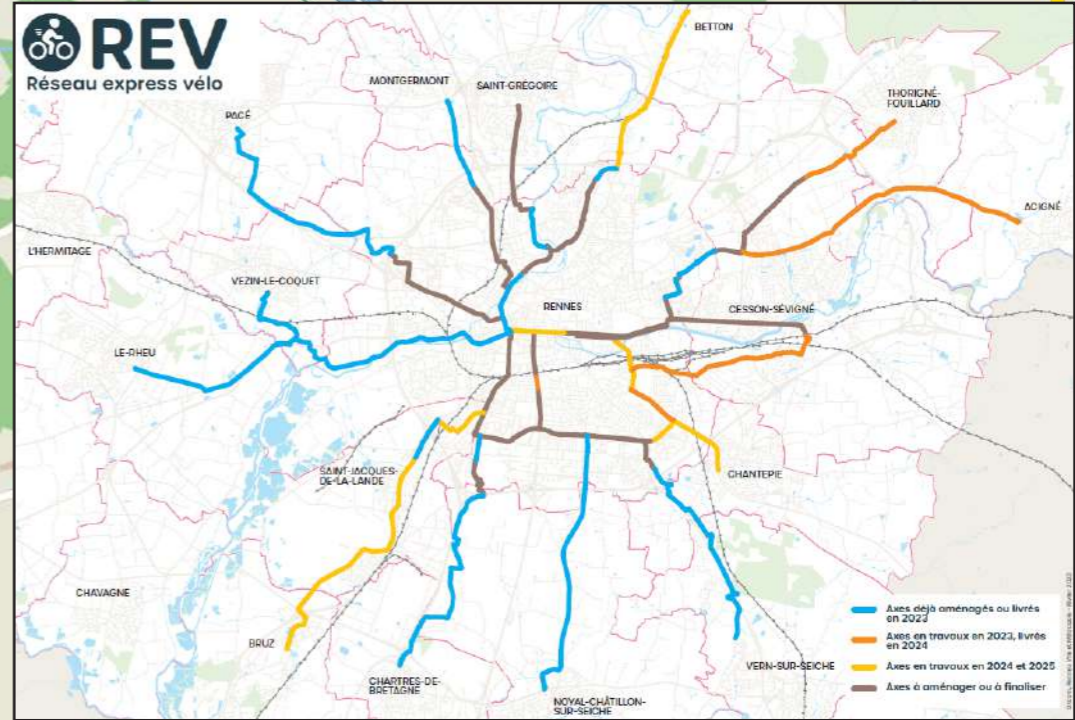 REV
Réseau express vélo
BETTON
MONTGERMONT
SAINT-GRÉGOIRE
THORIGNÉ-
FOUILLARD
PACÉ
ACIGNÉ
L'HERMITAGE
VEZIN-LE-COQUET
RENNES
CESSON-SÉVIGNÉ
LE-RHEU
SAINT-JACQUES-
DE-LA-LANDE
CHANTEPIE
CHAVAGNE
BRUZ
CHARTRES-DE-
BRETAGNE
NOYAL-CHÂTILLON-
SUR-SEICHE
VERN-SUR-SEICHE
Axes déjà aménagés ou livrés
en 2023
Axes en travaux en 2023, livrés
en 2024
Axes en travaux en 2024 et 2025
Axes à aménager ou à finaliser